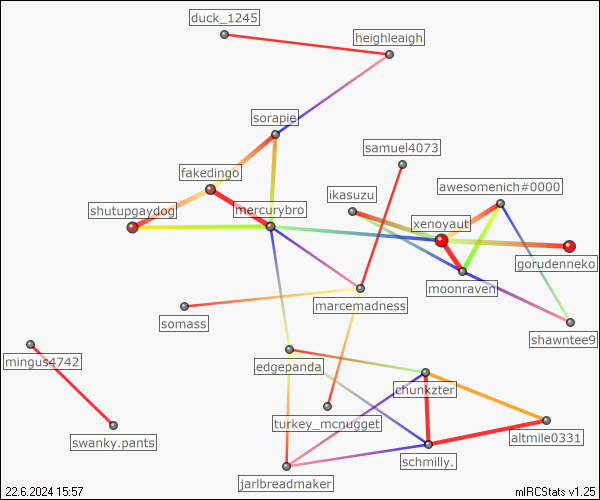 duck_1245
heighleaigh
sorapie
samuel4073
fakedingo
ikasuzu
awesomenich#0000
shutupgaydog
mercurybro
xenoyaut
gorudenneko
moonraven
marcemadness
somass
shawntee9
mingus4742
edgepanda
chunkzter
turkey_mcnugget
altmile0331
swanky.pants
schmilly.
jarlbreadmaker
22.6.2024 15:57
mIRCStats v1.25